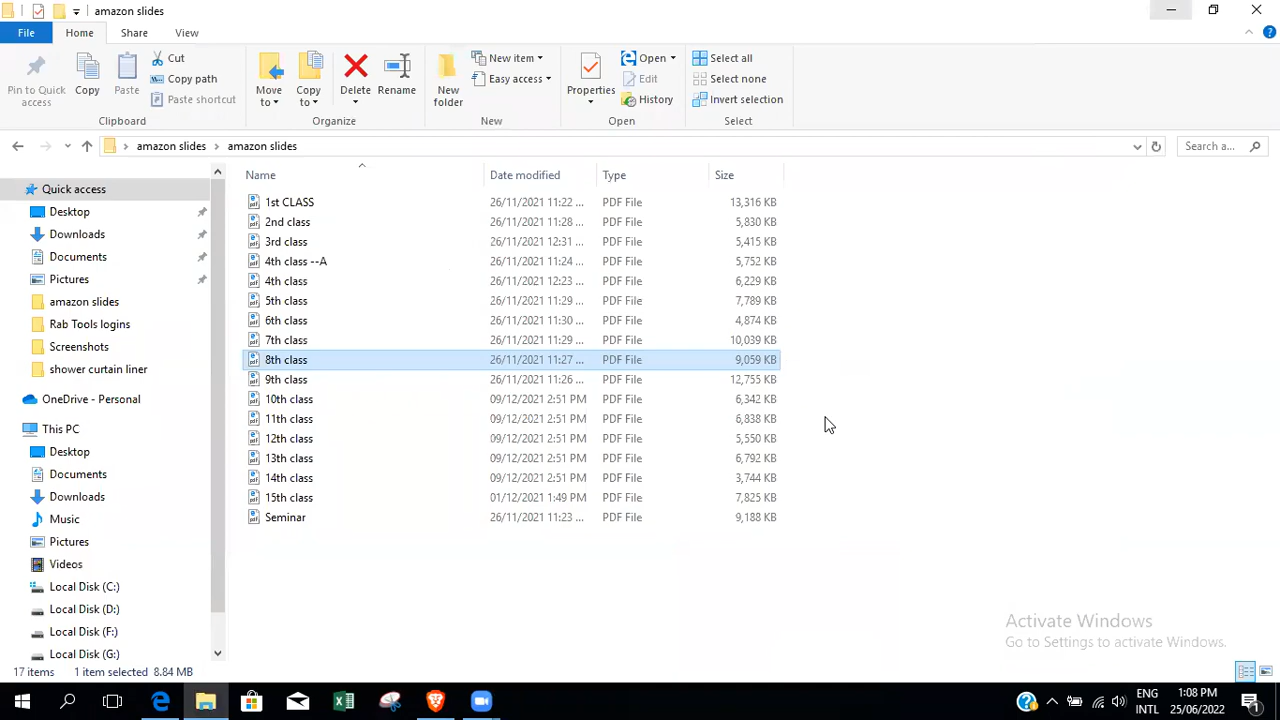 amazon slides
File Home Share View
Pin to Quick access
Copy
Paste
Cut
Copy path
Paste shortcut
Clipboard
Move to
Copy to
Delete
Rename
Organize
New folder
New item
Easy access
New
Properties
Open
Edit
History
Open
Select all
Select none
Invert selection
Select
amazon slides › amazon slides
Search a...
Name Date modified Type Size
1st CLASS 26/11/2021 11:22 ... PDF File 13,316 KB
2nd class 26/11/2021 11:28 ... PDF File 5,830 KB
3rd class 26/11/2021 12:31 ... PDF File 5,415 KB
4th class --A 26/11/2021 11:24 ... PDF File 5,752 KB
4th class 26/11/2021 12:23 ... PDF File 6,229 KB
5th class 26/11/2021 11:29 ... PDF File 7,789 KB
6th class 26/11/2021 11:30 ... PDF File 4,874 KB
7th class 26/11/2021 11:29 ... PDF File 10,039 KB
8th class 26/11/2021 11:27 ... PDF File 9,059 KB
9th class 26/11/2021 11:26 ... PDF File 12,755 KB
10th class 09/12/2021 2:51 PM PDF File 6,342 KB
11th class 09/12/2021 2:51 PM PDF File 6,838 KB
12th class 09/12/2021 2:51 PM PDF File 5,550 KB
13th class 09/12/2021 2:51 PM PDF File 6,792 KB
14th class 09/12/2021 2:51 PM PDF File 3,744 KB
15th class 01/12/2021 1:49 PM PDF File 7,825 KB
Seminar 26/11/2021 11:23 ... PDF File 9,188 KB
Quick access
Desktop
Downloads
Documents
Pictures
amazon slides
Rab Tools logins
Screenshots
shower curtain liner
OneDrive - Personal
This PC
Desktop
Documents
Downloads
Music
Pictures
Videos
Local Disk (C:)
Local Disk (D:)
Local Disk (F:)
Local Disk (G:)
Activate Windows
Go to Settings to activate Windows.
17 items 1 item selected 8.84 MB
ENG
INTL
1:08 PM
25/06/2022
1